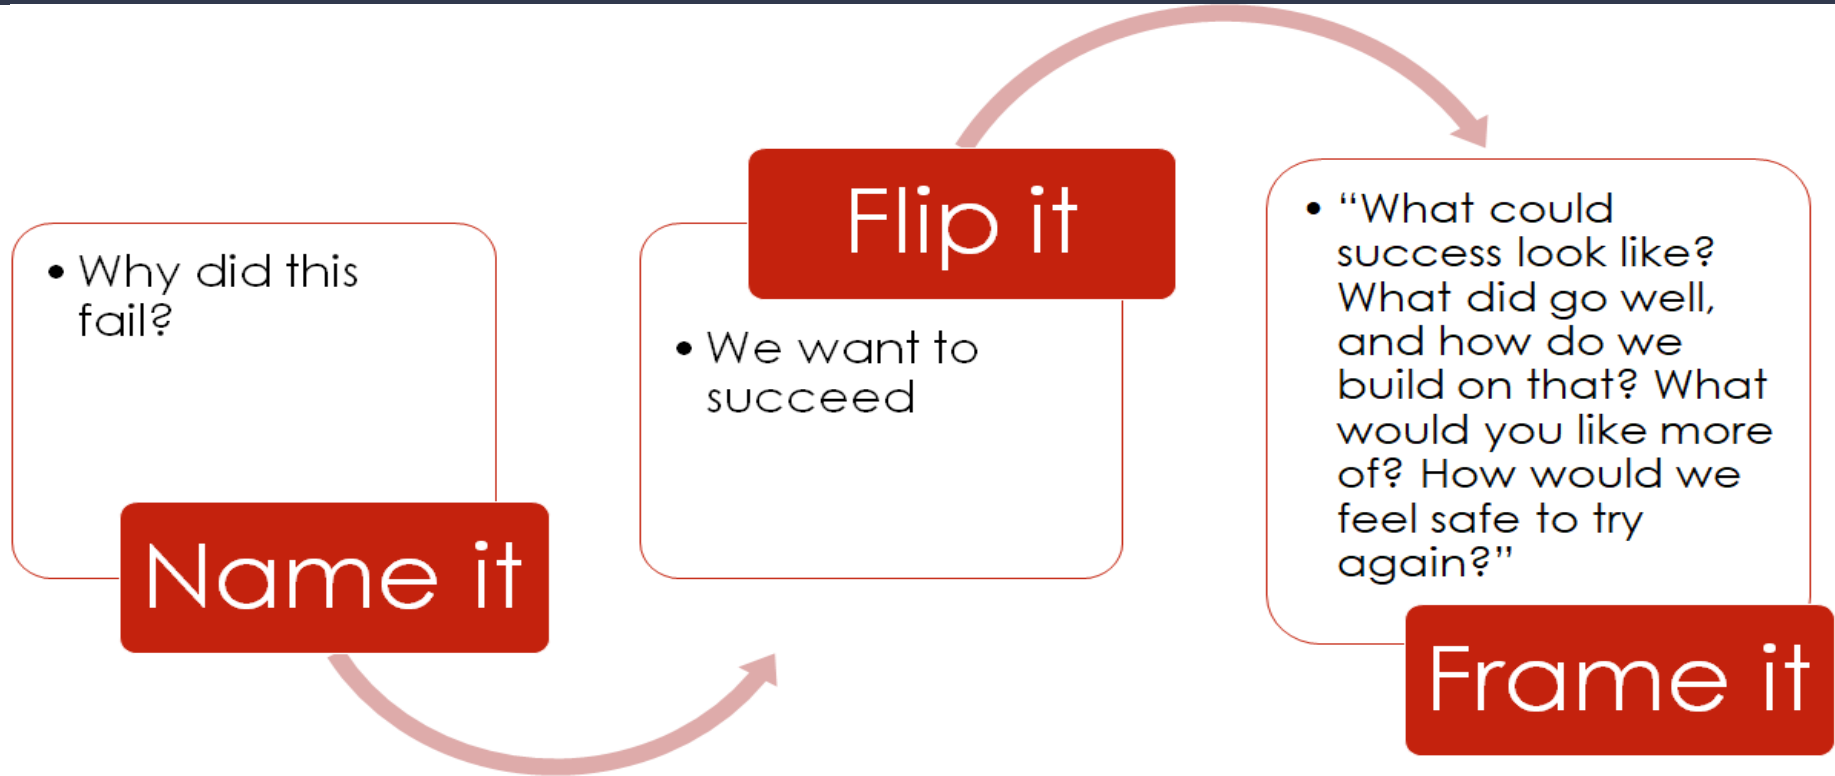 • Why did this
fail?
Name it
Flip it
• We want to
succeed
• “What could
success look like?
What did go well,
and how do we
build on that? What
would you like more
of? How would we
feel safe to try
again?”
Frame it